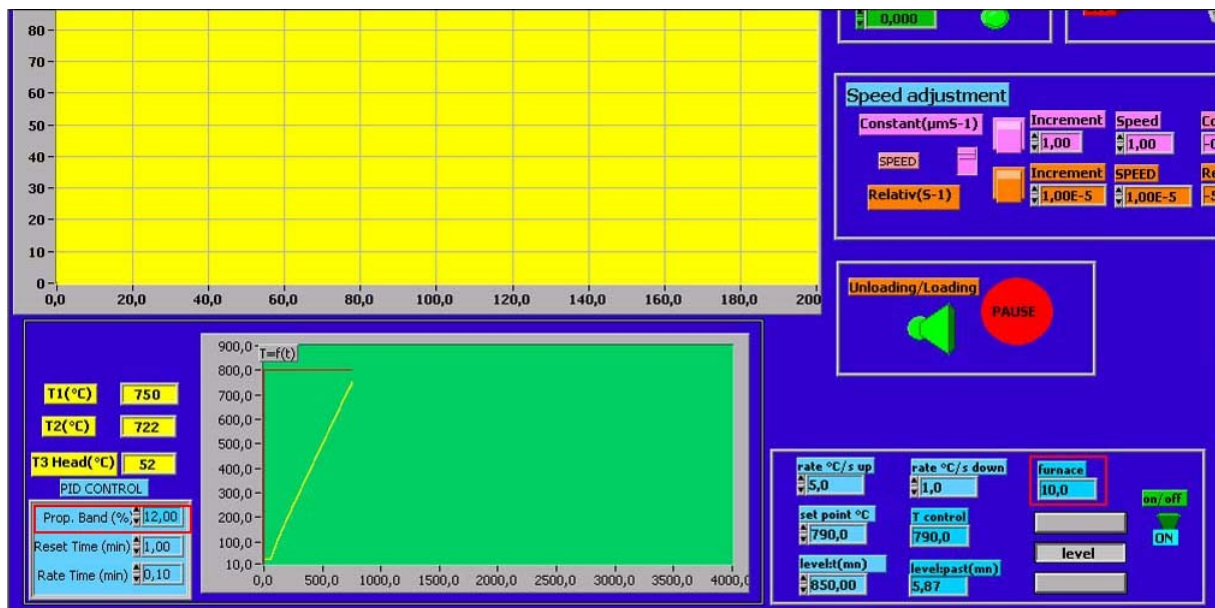 80
70
60
50
40
30
20
10
0
0,0 20,0 40,0 60,0 80,0 100,0 120,0 140,0 160,0 180,0 200
0,000
Speed adjustment
Constant(µmS-1)
Increment Speed
1,00 1,00
SPEED
Increment SPEED
Relativ(S-1)
1,00E-5 1,00E-5
Unloading/Loading
PAUSE
T1(°C) 750
T2(°C) 722
T3 Head(°C) 52
PID CONTROL
Prop. Band (%) 12,00
Reset Time (min) 1,00
Rate Time (min) 0,10
T=f(t)
900,0
800,0
700,0
600,0
500,0
400,0
300,0
200,0
100,0
10,0
0,0 500,0 1000,0 1500,0 2000,0 2500,0 3000,0 3500,0 4000,0
rate °C/s up rate °C/s down furnace
5,0 1,0 10,0
on/off
set point °C T control
790,0 790,0
ON
level
level:t(mn) level:past(mn)
850,00 5,87